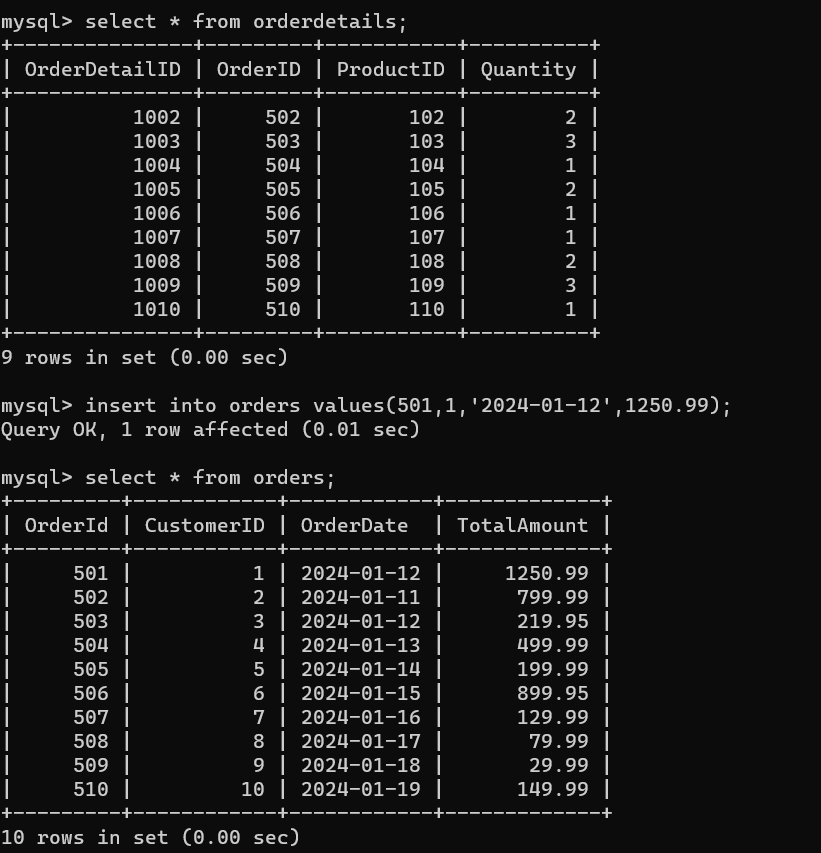 mysql> select * from orderdetails;
+---------------+---------+-----------+----------+
| OrderDetailID | OrderID | ProductID | Quantity |
+---------------+---------+-----------+----------+
|          1002 |     502 |       102 |        2 |
|          1003 |     503 |       103 |        3 |
|          1004 |     504 |       104 |        1 |
|          1005 |     505 |       105 |        2 |
|          1006 |     506 |       106 |        1 |
|          1007 |     507 |       107 |        1 |
|          1008 |     508 |       108 |        2 |
|          1009 |     509 |       109 |        3 |
|          1010 |     510 |       110 |        1 |
+---------------+---------+-----------+----------+
9 rows in set (0.00 sec)

mysql> insert into orders values(501,1,'2024-01-12',1250.99);
Query OK, 1 row affected (0.01 sec)

mysql> select * from orders;
+---------+------------+------------+-------------+
| OrderId | CustomerID | OrderDate  | TotalAmount |
+---------+------------+------------+-------------+
|     501 |          1 | 2024-01-12 |     1250.99 |
|     502 |          2 | 2024-01-11 |      799.99 |
|     503 |          3 | 2024-01-12 |      219.95 |
|     504 |          4 | 2024-01-13 |      499.99 |
|     505 |          5 | 2024-01-14 |      199.99 |
|     506 |          6 | 2024-01-15 |      899.95 |
|     507 |          7 | 2024-01-16 |      129.99 |
|     508 |          8 | 2024-01-17 |       79.99 |
|     509 |          9 | 2024-01-18 |       29.99 |
|     510 |         10 | 2024-01-19 |      149.99 |
+---------+------------+------------+-------------+
10 rows in set (0.00 sec)